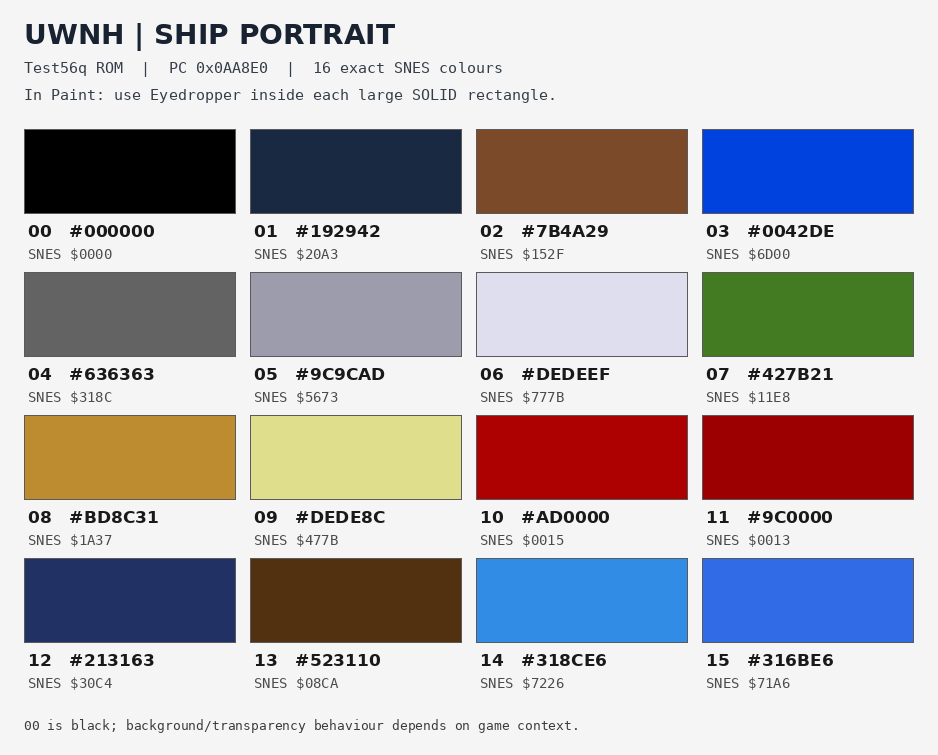 UWNH | SHIP PORTRAIT
Test56q ROM | PC 0x0AA8E0 | 16 exact SNES colours
In Paint: use Eyedropper inside each large SOLID rectangle.
00 #000000 01 #192942 02 #7B4A29 03 #0042DE
SNES $0000 SNES $20A3 SNES $152F SNES $6D00
04 #636363 05 #9C9CAD 06 #DEDEEF 07 #427B21
SNES $318C SNES $5673 SNES $777B SNES $11E8
08 #BD8C31 09 #DEDE8C 10 #AD0000 11 #9C0000
SNES $1A37 SNES $477B SNES $0015 SNES $0013
12 #213163 13 #523110 14 #318CE6 15 #316BE6
SNES $30C4 SNES $08CA SNES $7226 SNES $71A6
00 is black; background/transparency behaviour depends on game context.